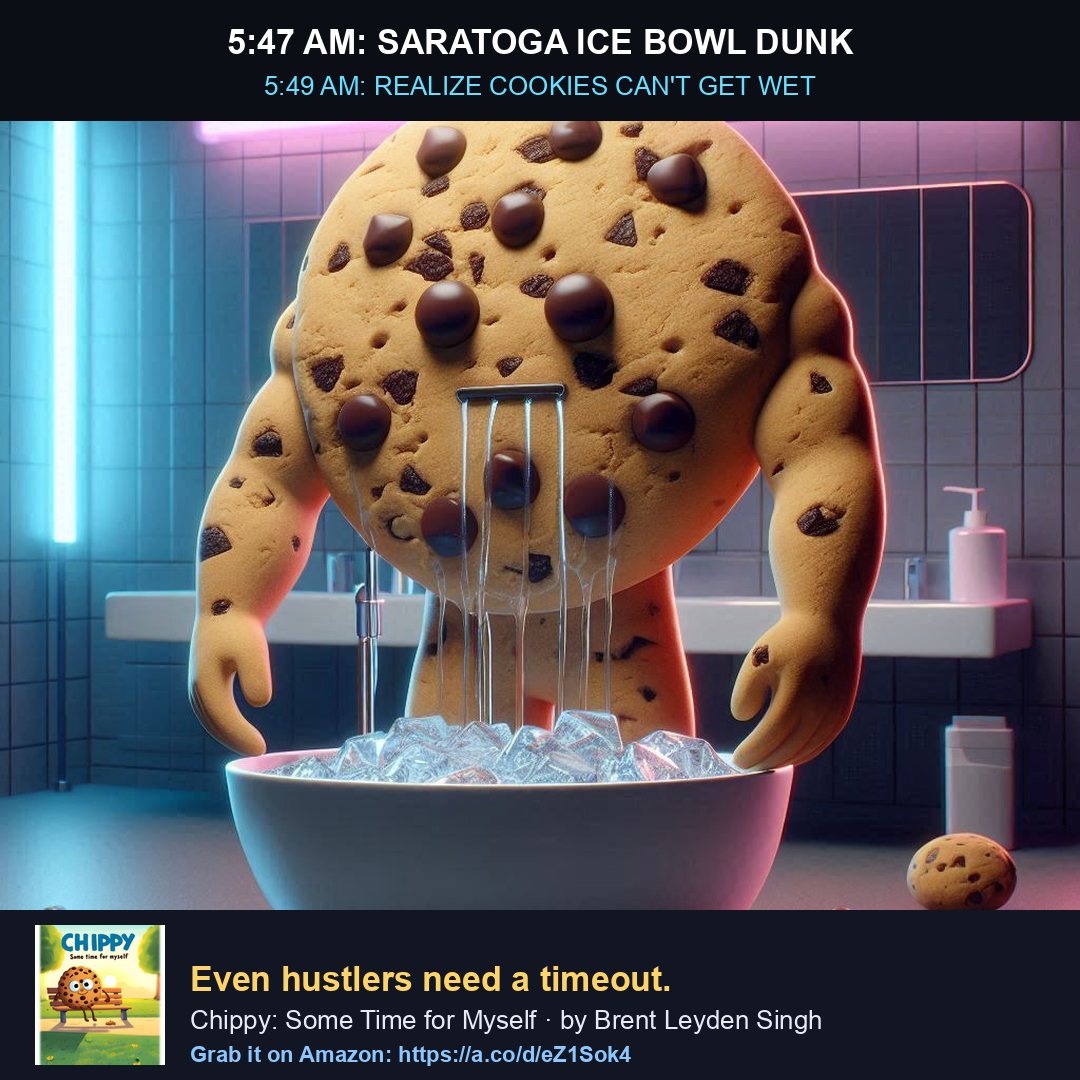 5:47 AM: SARATOGA ICE BOWL DUNK
5:49 AM: REALIZE COOKIES CAN'T GET WET
CHIPPY
Some time for myself
Even hustlers need a timeout.
Chippy: Some Time for Myself · by Brent Leyden Singh
Grab it on Amazon: https://a.co/d/eZ1Sok4